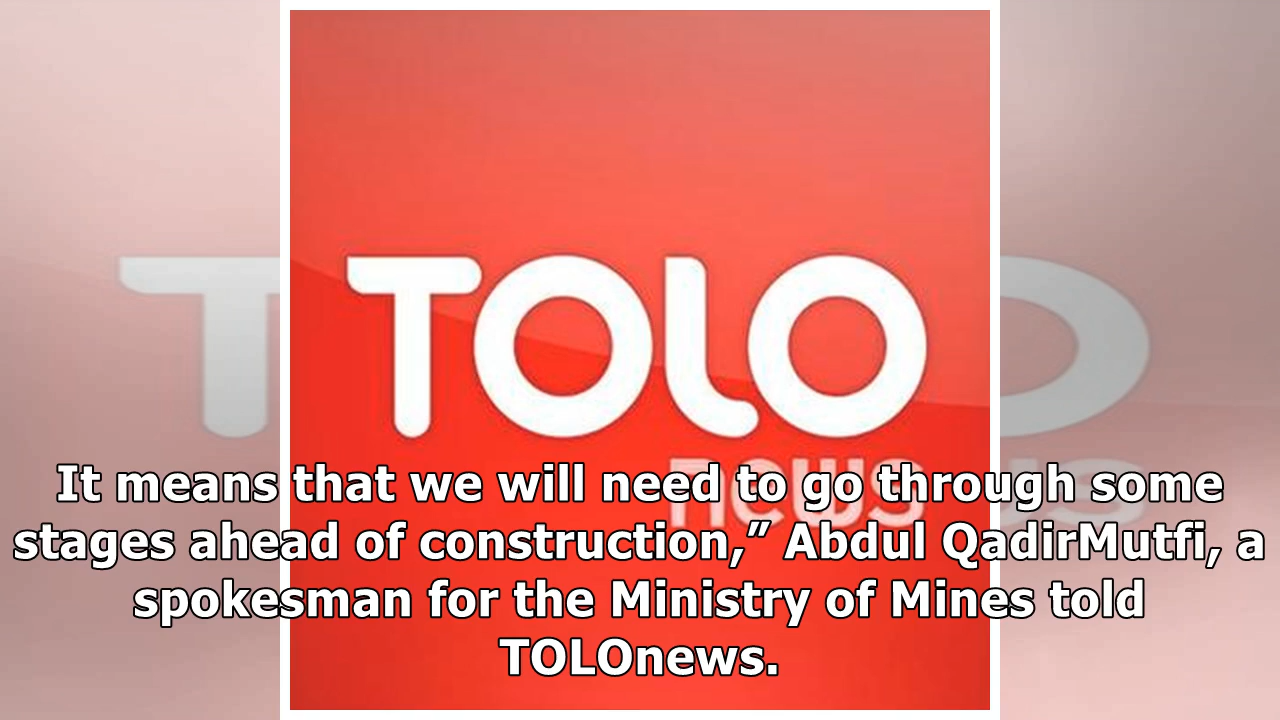 TOLO
news
It means that we will need to go through some
stages ahead of construction,” Abdul QadirMutfi, a
spokesman for the Ministry of Mines told
TOLOnews.